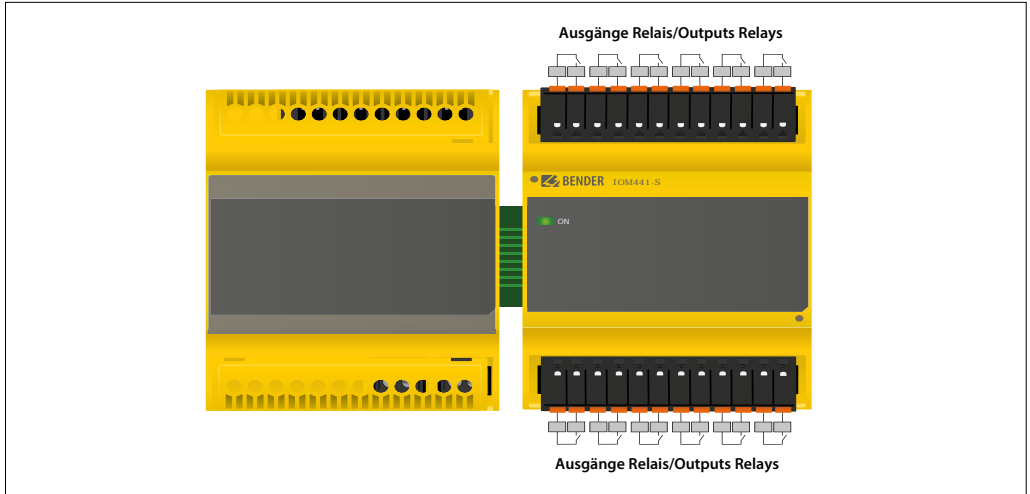 Ausgänge Relais/Outputs Relays
BENDER IOM441-S
ON
Ausgänge Relais/Outputs Relays